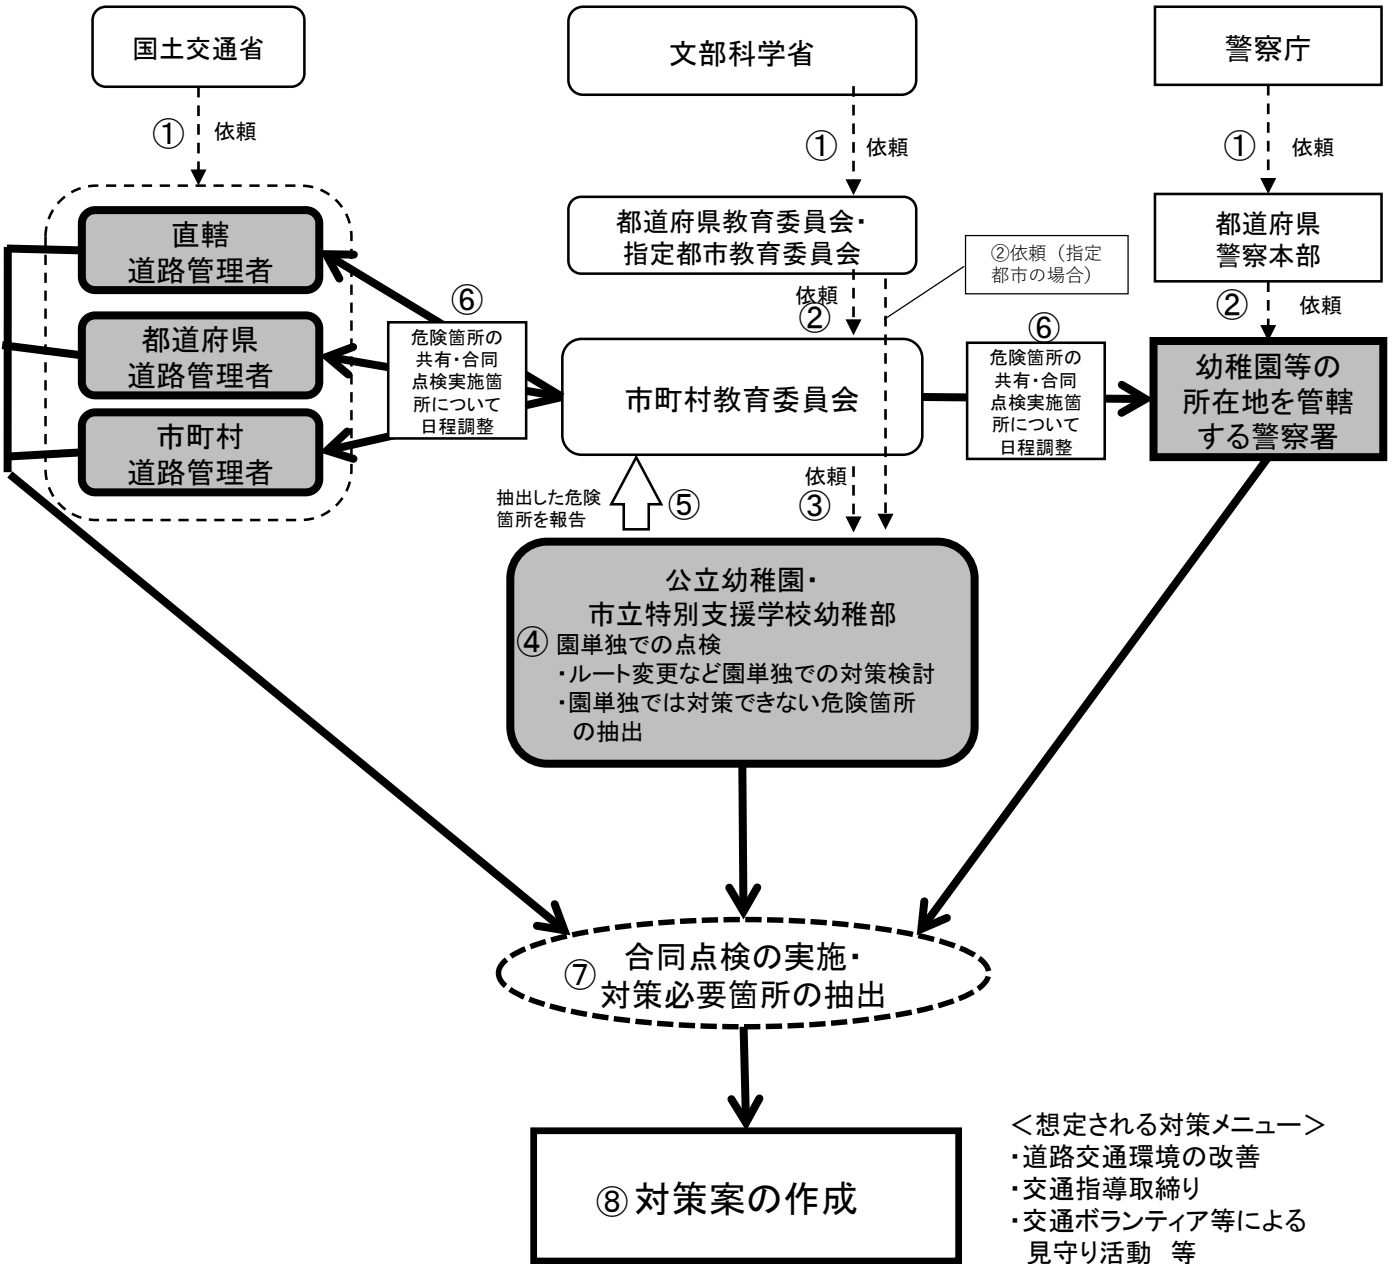 国土交通省
文部科学省
警察庁
① 依頼
① 依頼
① 依頼
直轄
道路管理者
都道府県
道路管理者
市町村
道路管理者
都道府県教育委員会・
指定都市教育委員会
②依頼（指定
都市の場合）
都道府県
警察本部
依頼
②
② 依頼
⑥
危険箇所の
共有・合同
点検実施箇
所について
日程調整
市町村教育委員会
⑥
危険箇所の
共有・合同
点検実施箇
所について
日程調整
幼稚園等の
所在地を管轄
する警察署
抽出した危険
箇所を報告
⑤
依頼
③
公立幼稚園・
市立特別支援学校幼稚部
④ 園単独での点検
・ルート変更など園単独での対策検討
・園単独では対策できない危険箇所
の抽出
⑦
合同点検の実施・
対策必要箇所の抽出
⑧ 対策案の作成
＜想定される対策メニュー＞
・道路交通環境の改善
・交通指導取締り
・交通ボランティア等による
見守り活動　等